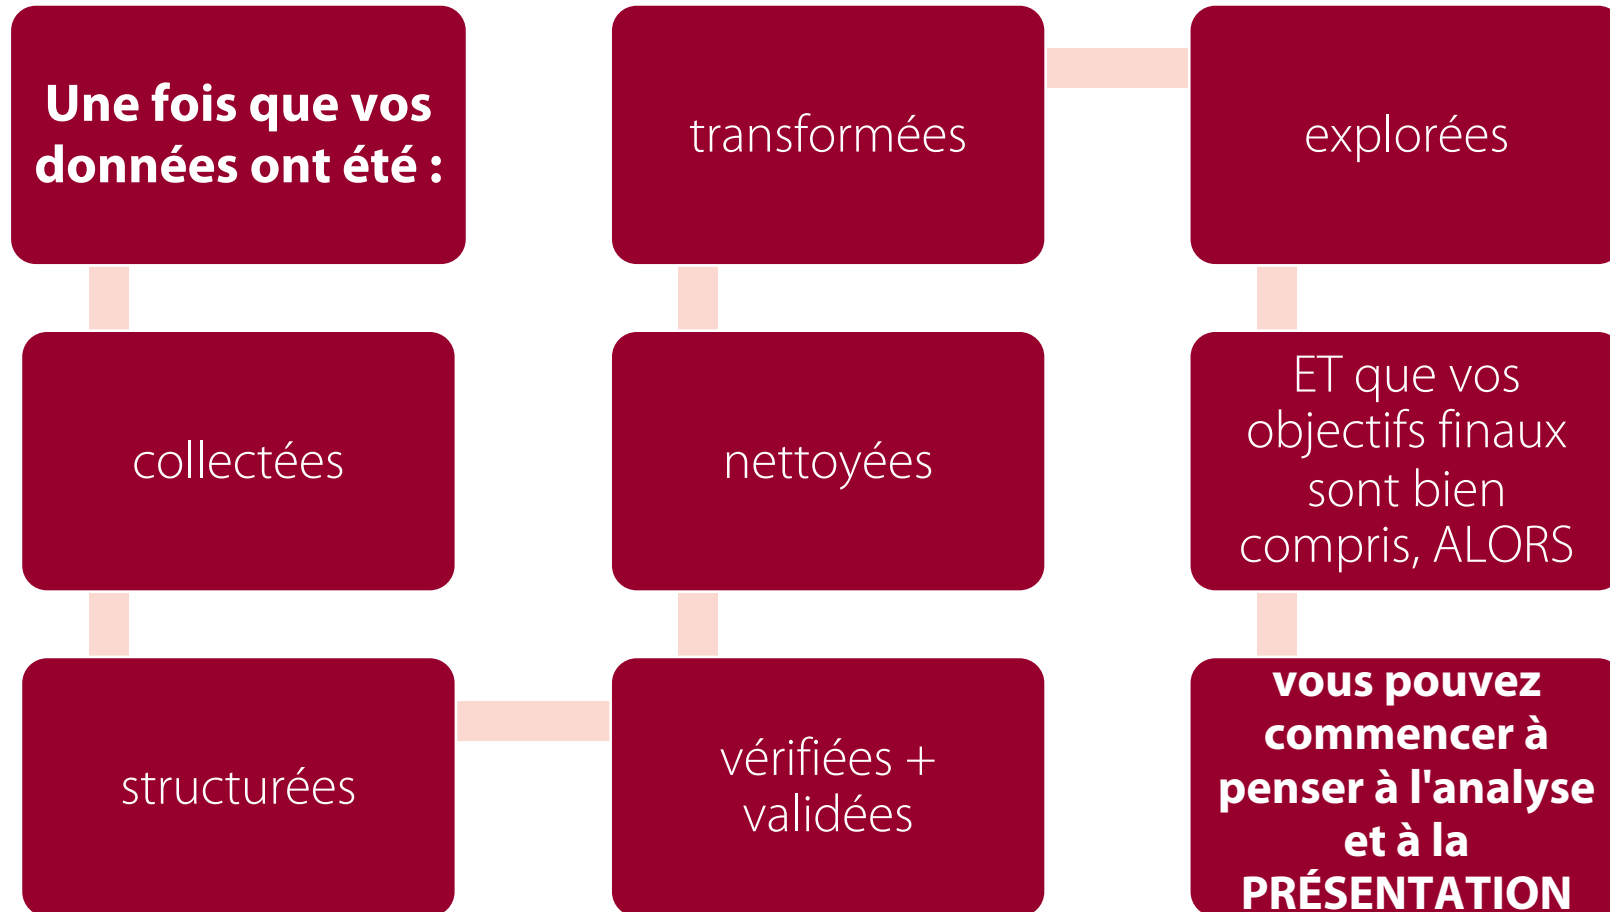 Une fois que vos
données ont été :
collectées
structurées
vérifiées +
validées
nettoyées
transformées
explorées
ET que vos
objectifs finaux
sont bien
compris, ALORS
vous pouvez
commencer à
penser à l'analyse
et à la
PRÉSENTATION